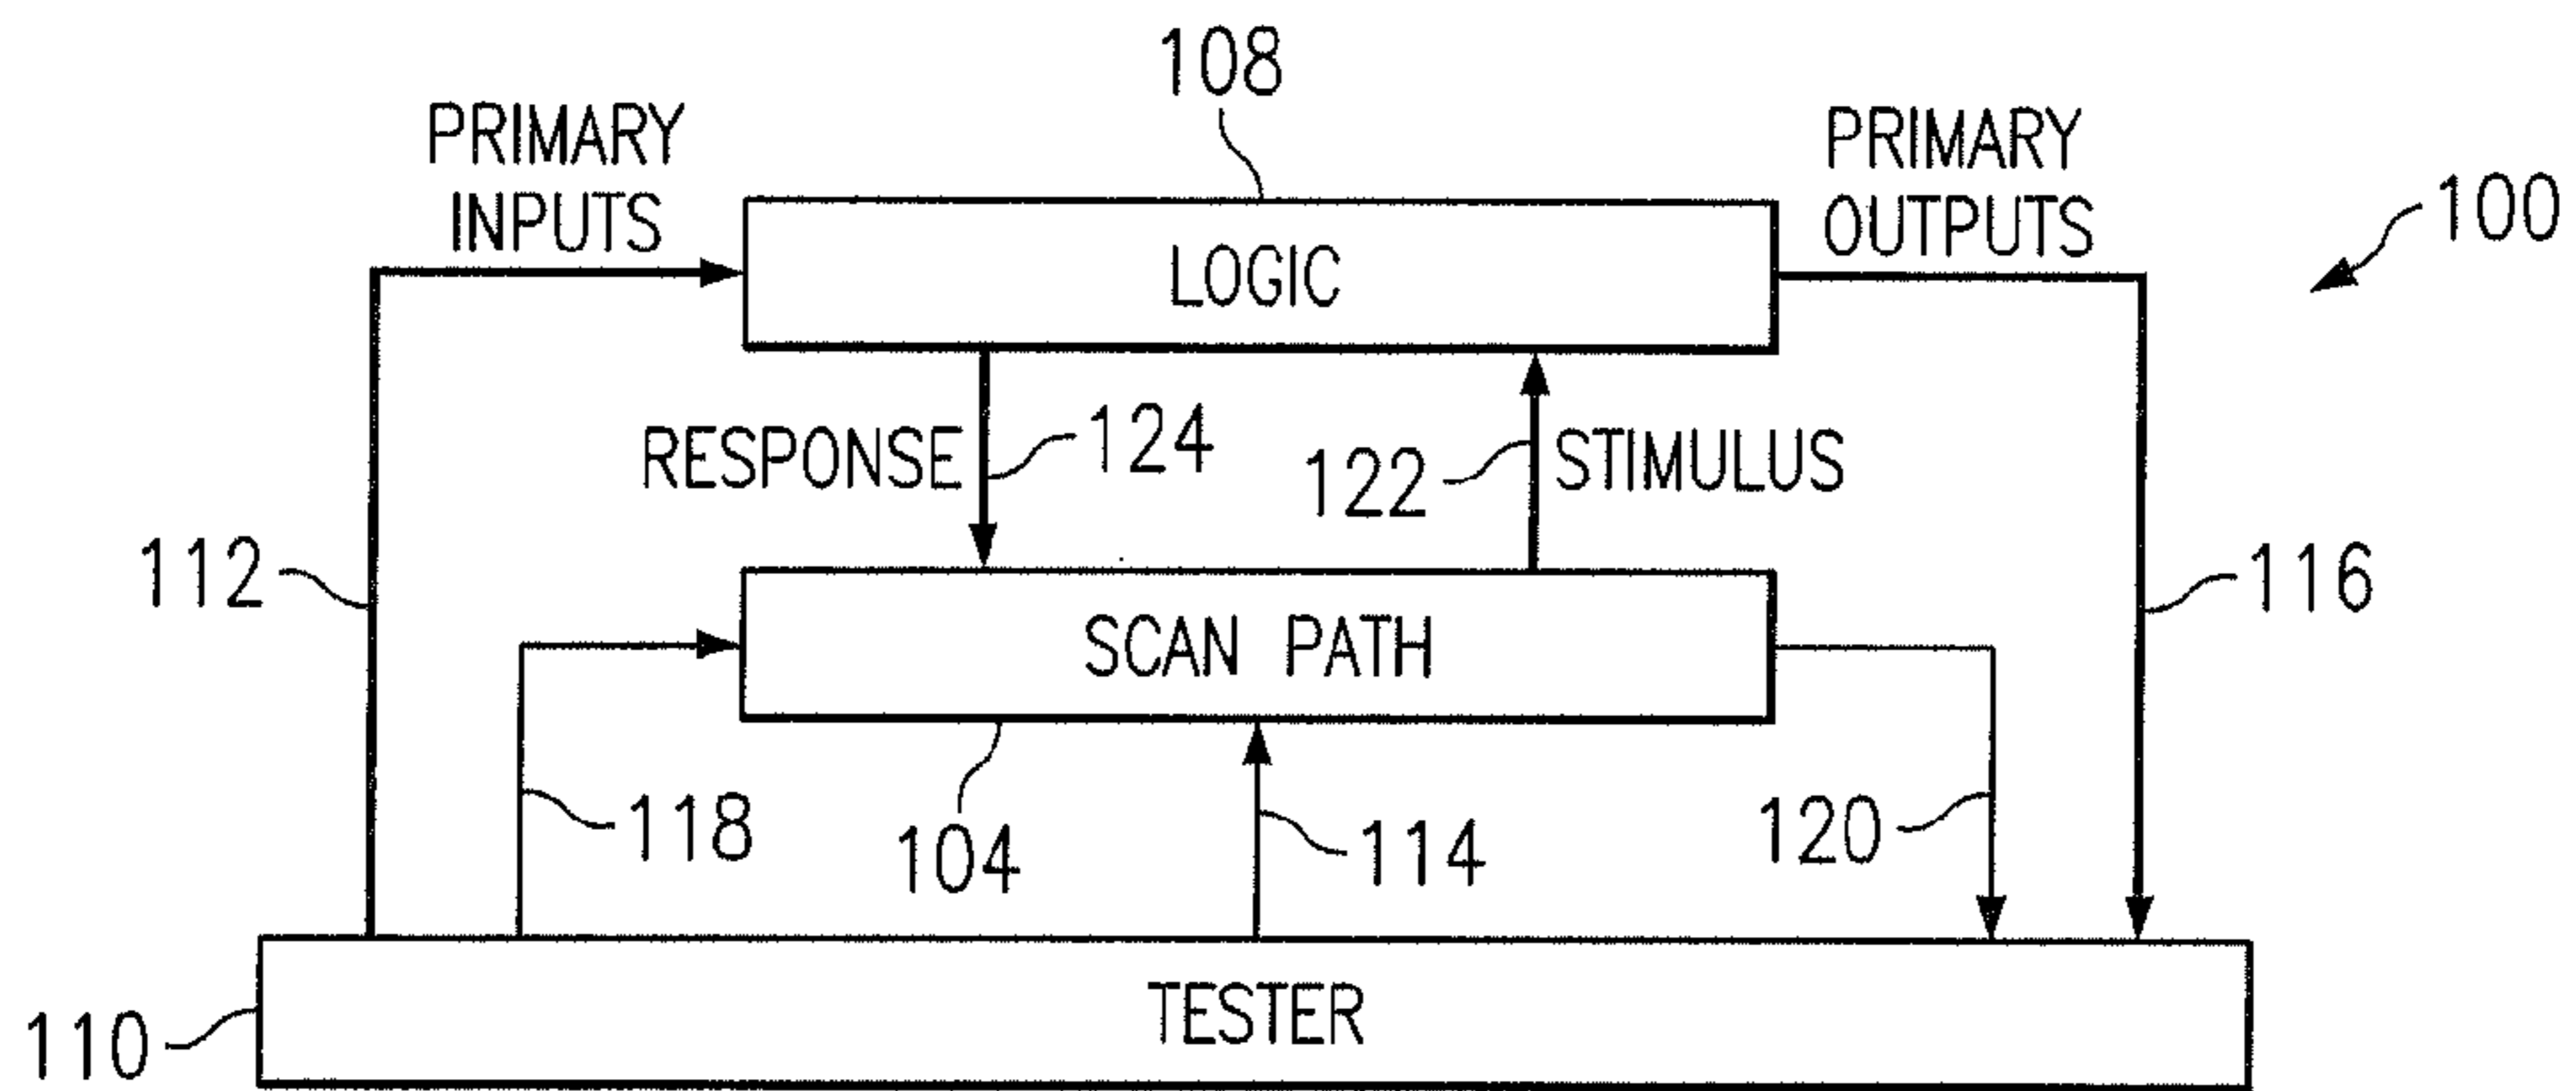 108
PRIMARY
INPUTS
PRIMARY
OUTPUTS
100
LOGIC
RESPONSE
124
122
STIMULUS
112
116
SCAN PATH
118
104
114
120
TESTER
110